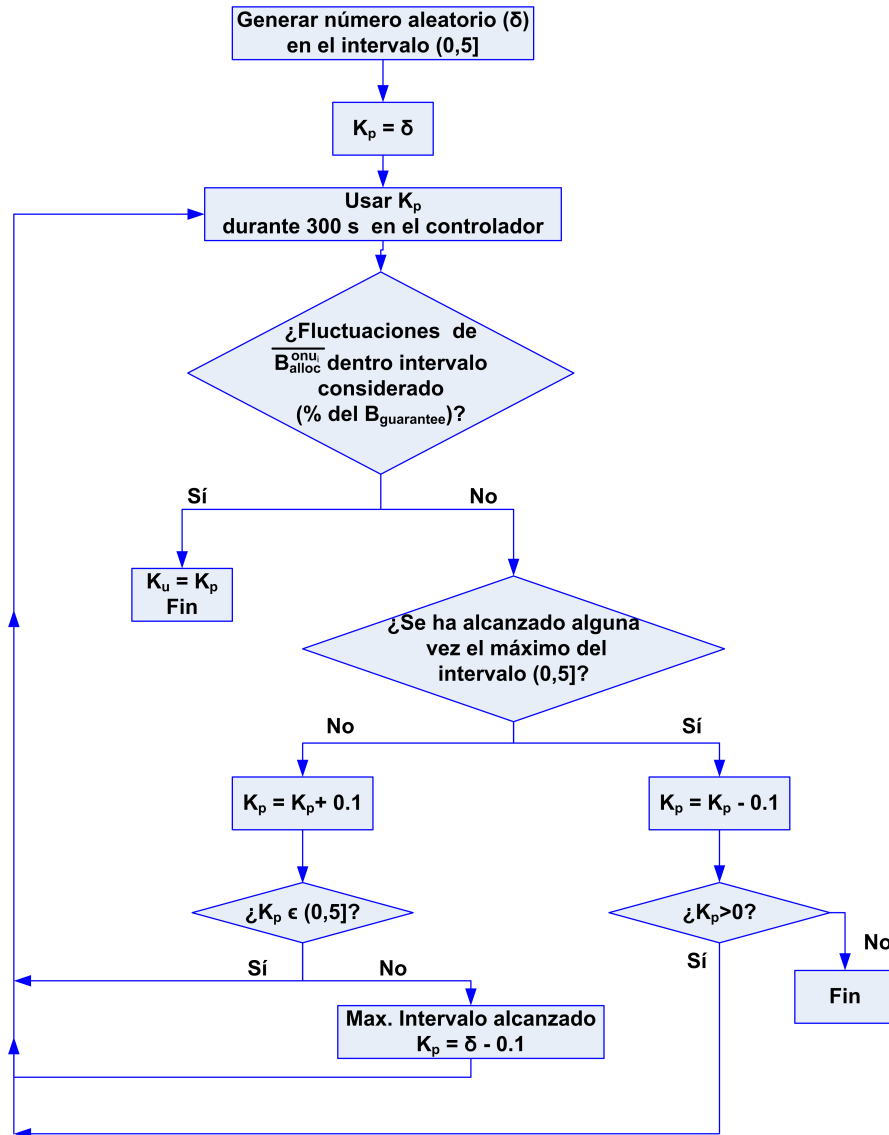 Generar número aleatorio (δ)
en el intervalo (0,5]
Kₚ = δ
Usar Kₚ
durante 300 s en el controlador
¿Fluctuaciones de
B_alloc^onuᵢ dentro intervalo
considerado
(% del B_guarantee)?
Sí
No
Kᵤ = Kₚ
Fin
¿Se ha alcanzado alguna
vez el máximo del
intervalo (0,5]?
No
Sí
Kₚ = Kₚ+ 0.1
Kₚ = Kₚ - 0.1
¿Kₚ ϵ (0,5]?
¿Kₚ>0?
No
Sí
Sí
No
Fin
Max. Intervalo alcanzado
Kₚ = δ - 0.1